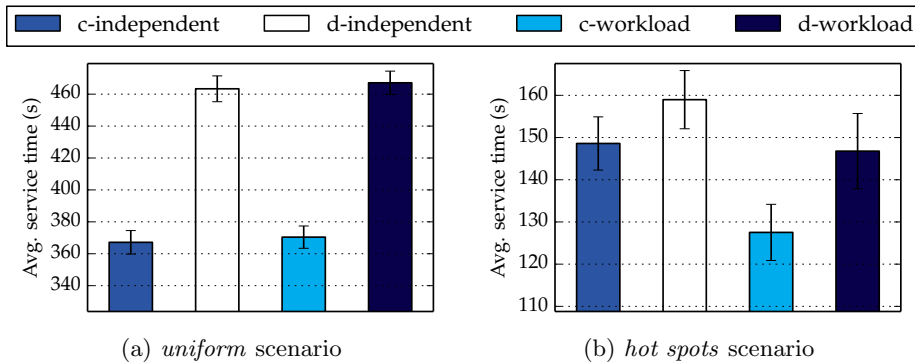 c-independent d-independent c-workload d-workload
Avg. service time (s)
460
440
420
400
380
360
340
(a) uniform scenario
Avg. service time (s)
160
150
140
130
120
110
(b) hot spots scenario